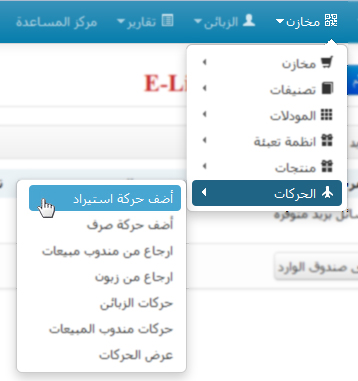 مخازن
الزبائن
تقارير
مركز المساعدة
E-Li
مخازن
تصنيفات
المودلات
انظمة تعبئة
منتجات
الحركات
أضف حركة استيراد
أضف حركة صرف
ارجاع من مندوب مبيعات
ارجاع من زبون
حركات الزبائن
حركات مندوب المبيعات
عرض الحركات
سائل بريد متوفرة
صندوق الوارد